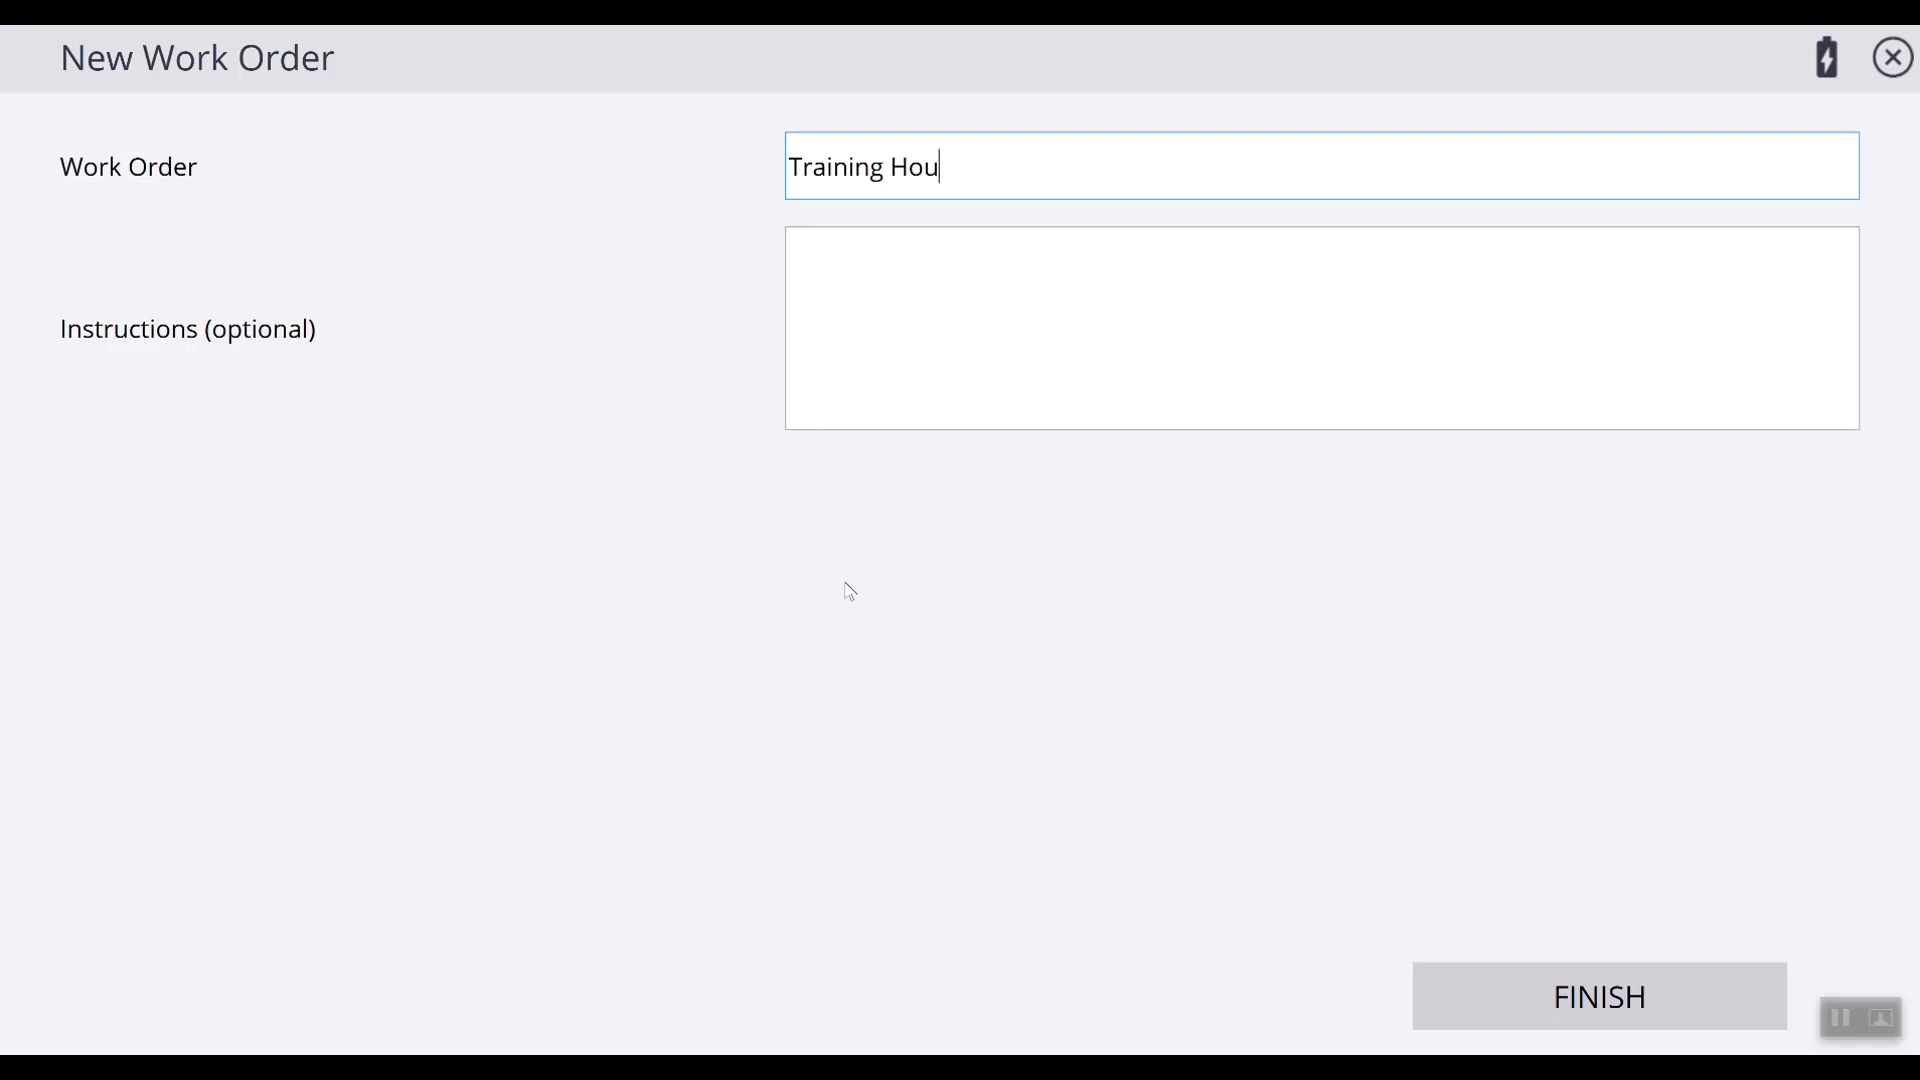 New Work Order
Work Order
Training Hou
Instructions (optional)
FINISH